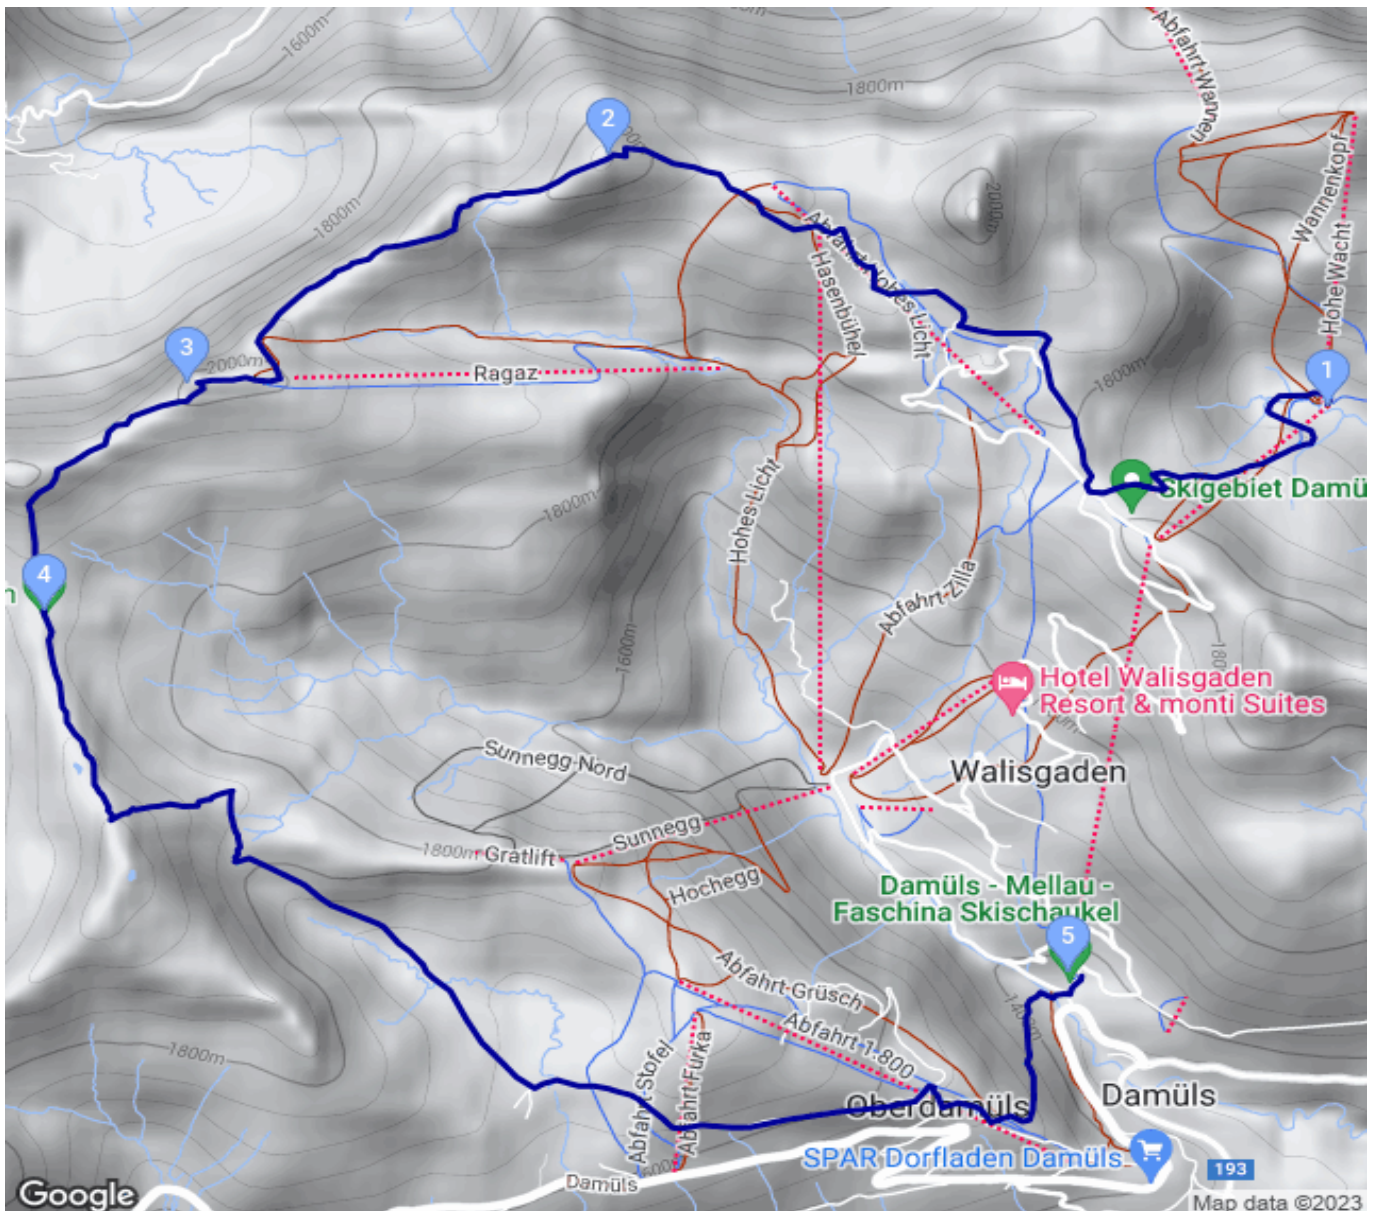 1600m
1800m
Abfahrt-Wannen
2
1800m
2000m
Wannenkopf
Hohe Wacht
Abfahrt Hohes Licht
Hasenbühel
3
2000m
Ragaz
1800m
1
Skigebiet Damü
Hohes Licht
1800m
n
4
Abfahrt-Zilla
1600m
Hotel Walisgaden
Resort & monti Suites
Sunnegg-Nord
Walisgaden
Sunnegg
1800m
Gratlift
Hochegg
Damüls - Mellau -
Faschina Skischaukel
5
Abfahrt-Grüsch
Abfahrt 1.800
1800m
Abfahrt-Stofel
Abfahrt-Furka
Oberdamüls
Damüls
SPAR Dorfladen Damüls
193
Damüls
Google
Map data ©2023